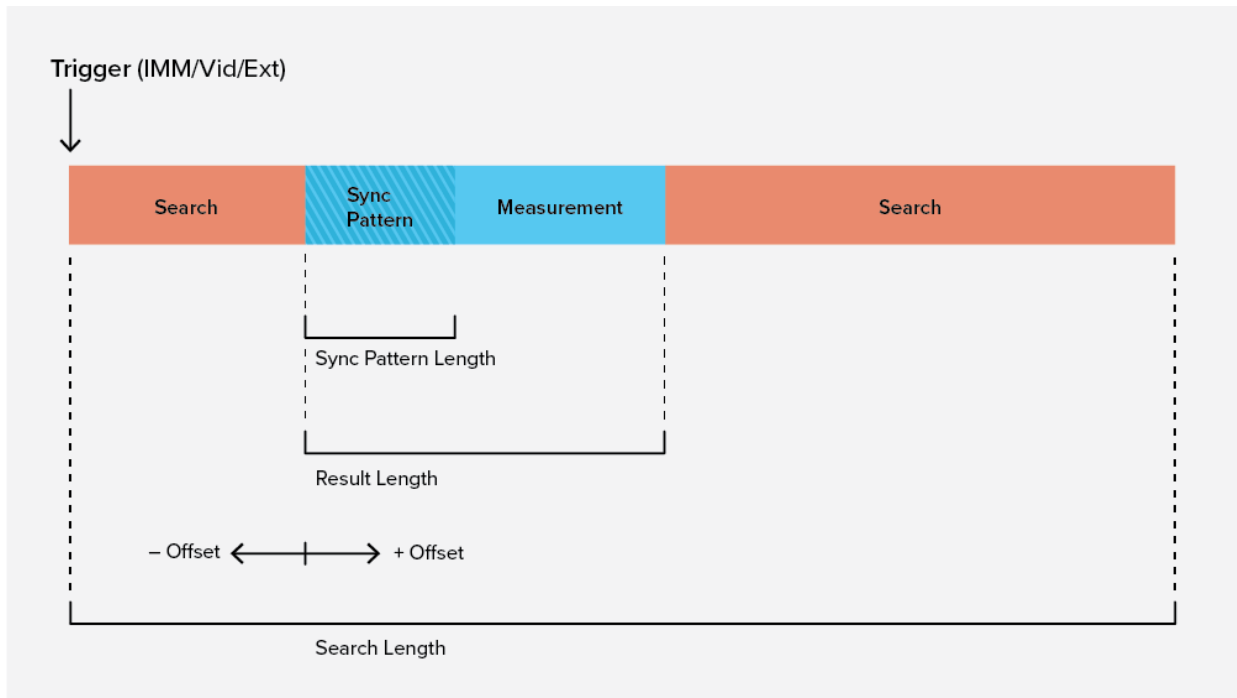 Trigger (IMM/Vid/Ext)
Search
Sync
Pattern
Measurement
Search
Sync Pattern Length
Result Length
– Offset
+ Offset
Search Length